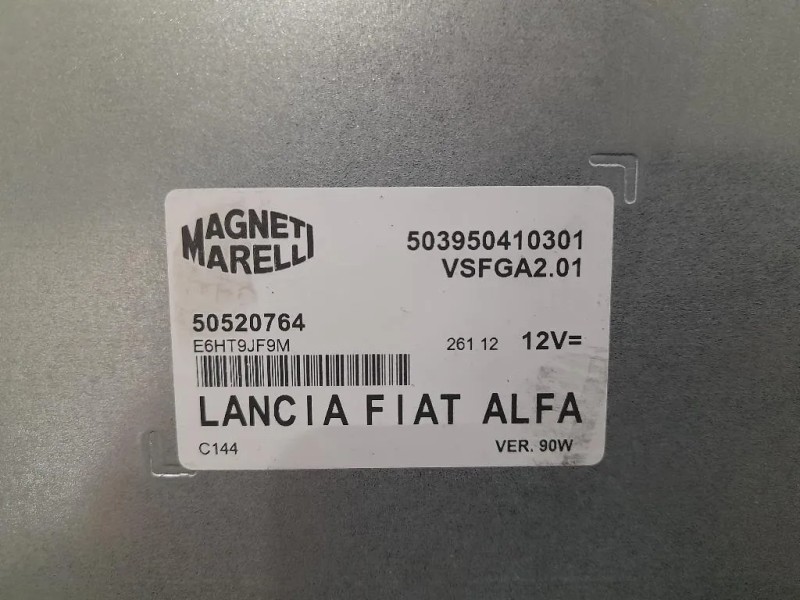 MAGNETI
MARELLI
503950410301
VSFGA2.01
50520764
E6HT9JF9M
261 12
12V=
LANCIA FIAT ALFA
C144
VER. 90W